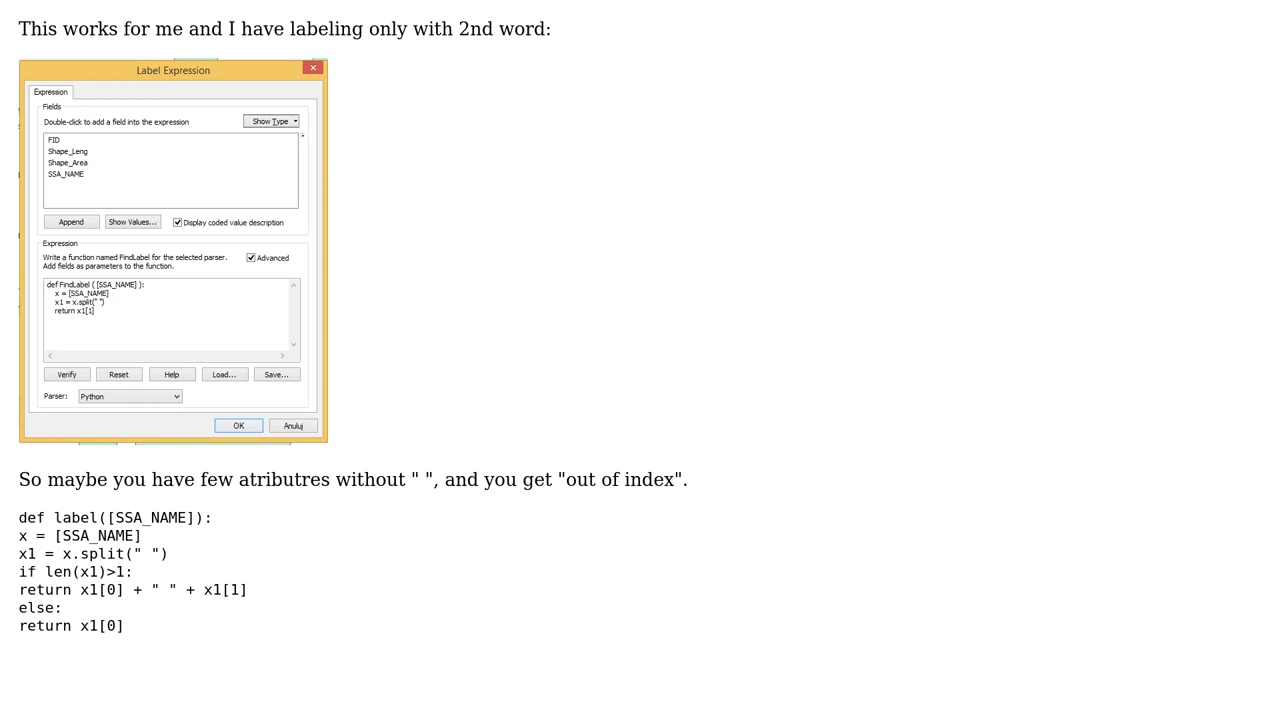 This works for me and I have labeling only with 2nd word:
Label Expression
Expression
Fields
Double-click to add a field into the expression
Show Type
FID
Shape_Leng
Shape_Area
SSA_NAME
Append
Show Values...
Display coded value description
Expression
Write a function named FindLabel for the selected parser.
Add fields as parameters to the function.
Advanced
def FindLabel ( [SSA_NAME] ):
x = [SSA_NAME]
x1 = x.split(" ")
return x1[1]
Verify
Reset
Help
Load...
Save...
Parser:
Python
OK
Anuluj
So maybe you have few atributres without " ", and you get "out of index".
def label([SSA_NAME]):
x = [SSA_NAME]
x1 = x.split(" ")
if len(x1)>1:
return x1[0] + " " + x1[1]
else:
return x1[0]